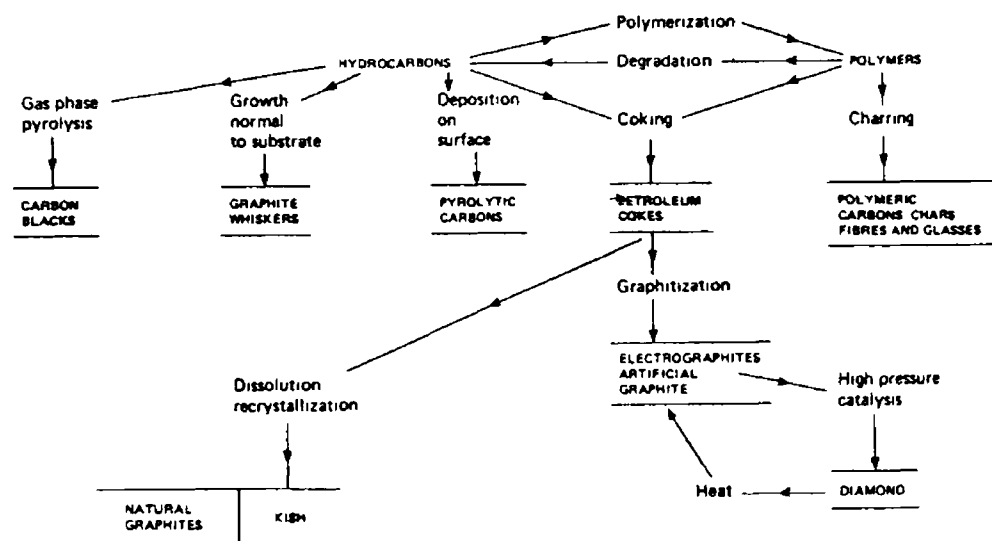 Polymerization
HYDROCARBONS
Degradation
POLYMERS
Gas phase
pyrolysis
Growth
normal
to substrate
Deposition
on
surface
Coking
Charring
CARBON
BLACKS
GRAPHITE
WHISKERS
PYROLYTIC
CARBONS
PETROLEUM
COKES
POLYMERIC
CARBONS CHARS
FIBRES AND GLASSES
Graphitization
ELECTROGRAPHITES
ARTIFICIAL
GRAPHITE
High pressure
catalysis
Dissolution
recrystallization
Heat
DIAMOND
NATURAL
GRAPHITES
KISH